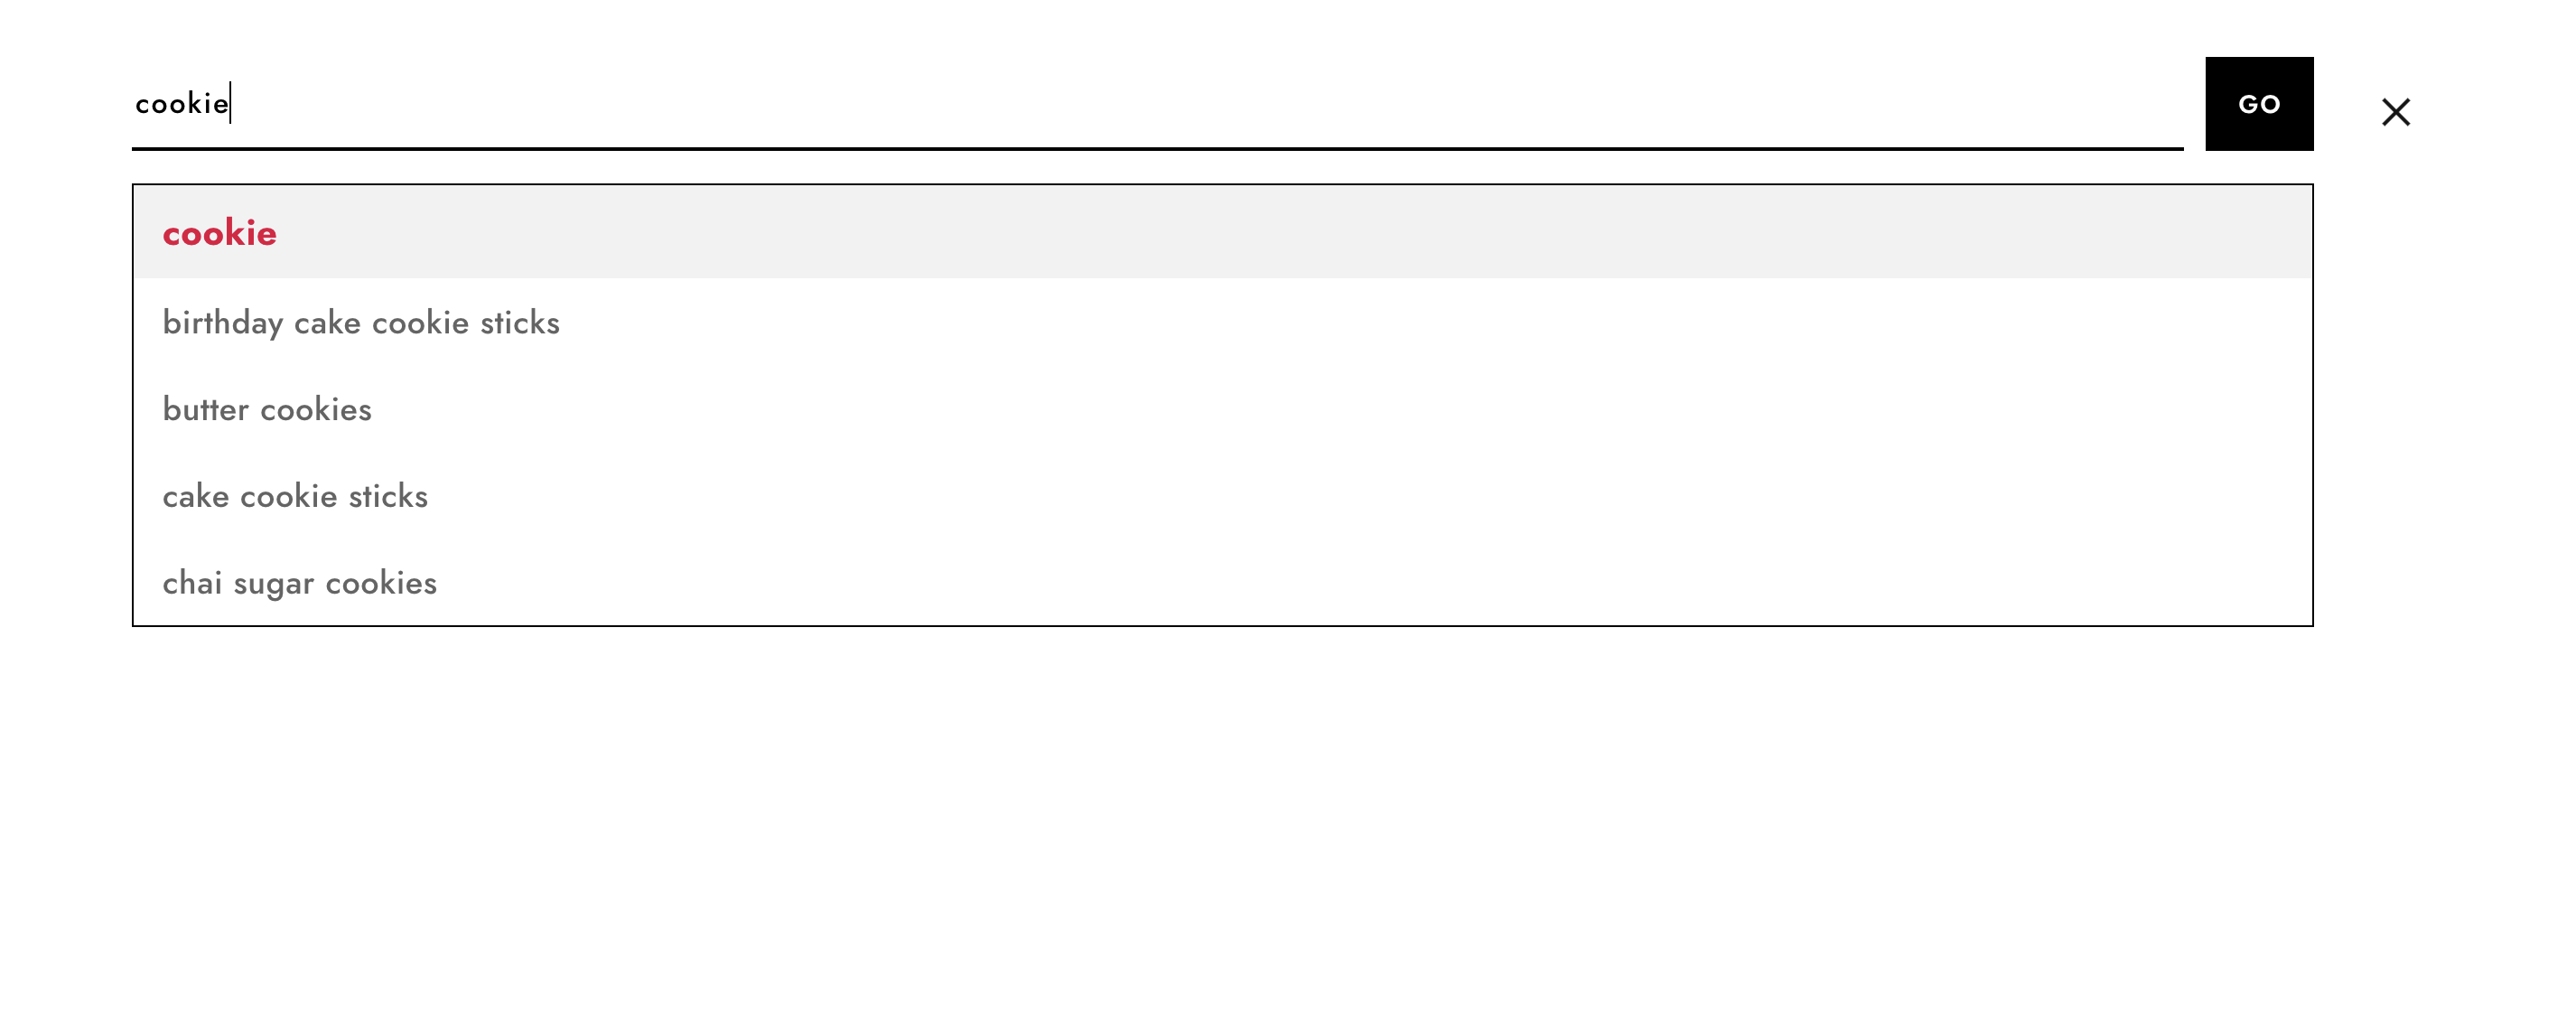 cookie
GO
cookie
birthday cake cookie sticks
butter cookies
cake cookie sticks
chai sugar cookies